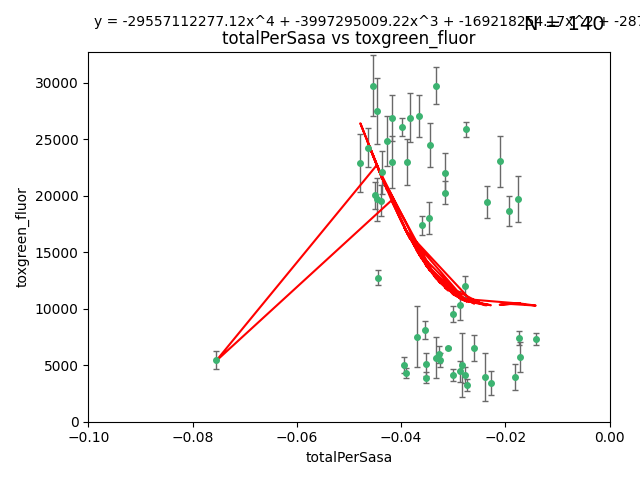 y = -29557112277.12x^4 + -3997295009.22x^3 + -169218254.17x^2 + -287
N = 140
totalPerSasa vs toxgreen_fluor
30000
25000
20000
15000
10000
5000
0
toxgreen_fluor
−0.10
−0.08
−0.06
−0.04
−0.02
0.00
totalPerSasa